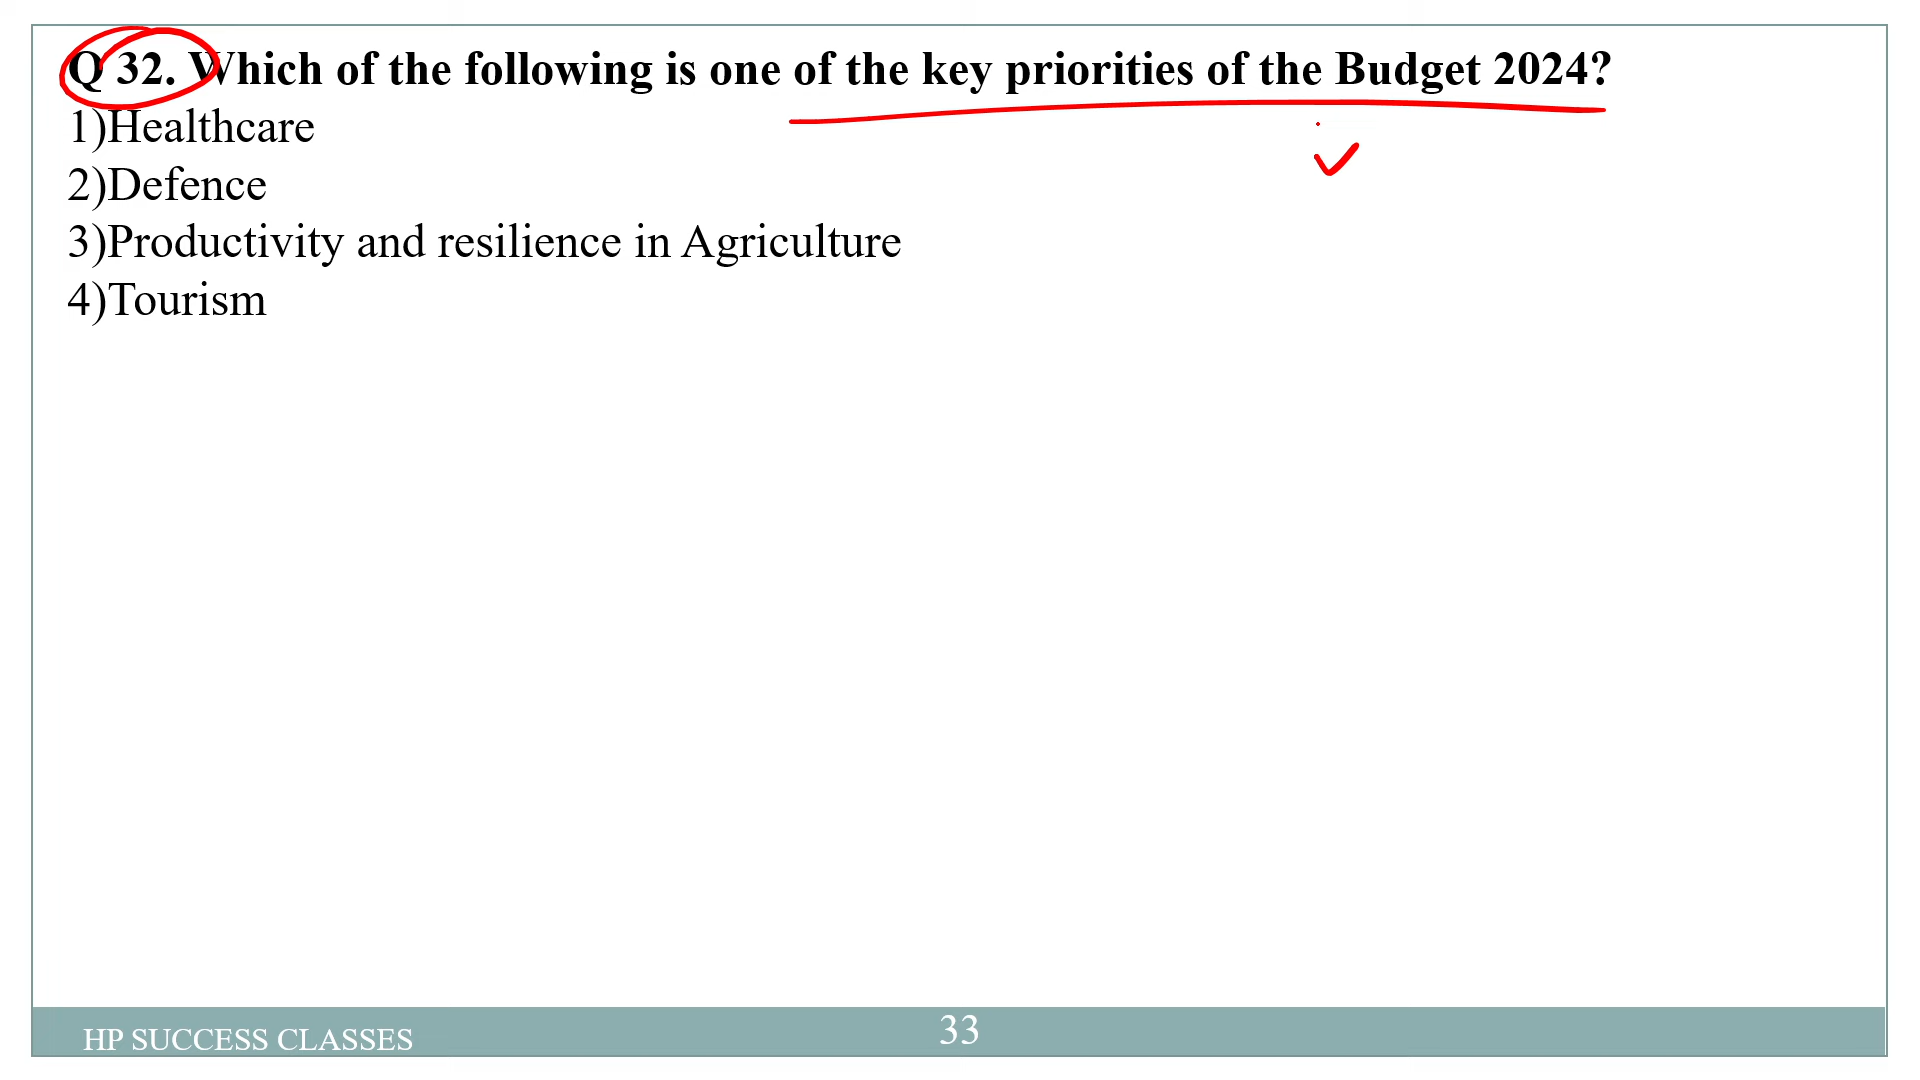 Q 32. Which of the following is one of the key priorities of the Budget 2024?
1)Healthcare
2)Defence
3)Productivity and resilience in Agriculture
4)Tourism
HP SUCCESS CLASSES
33